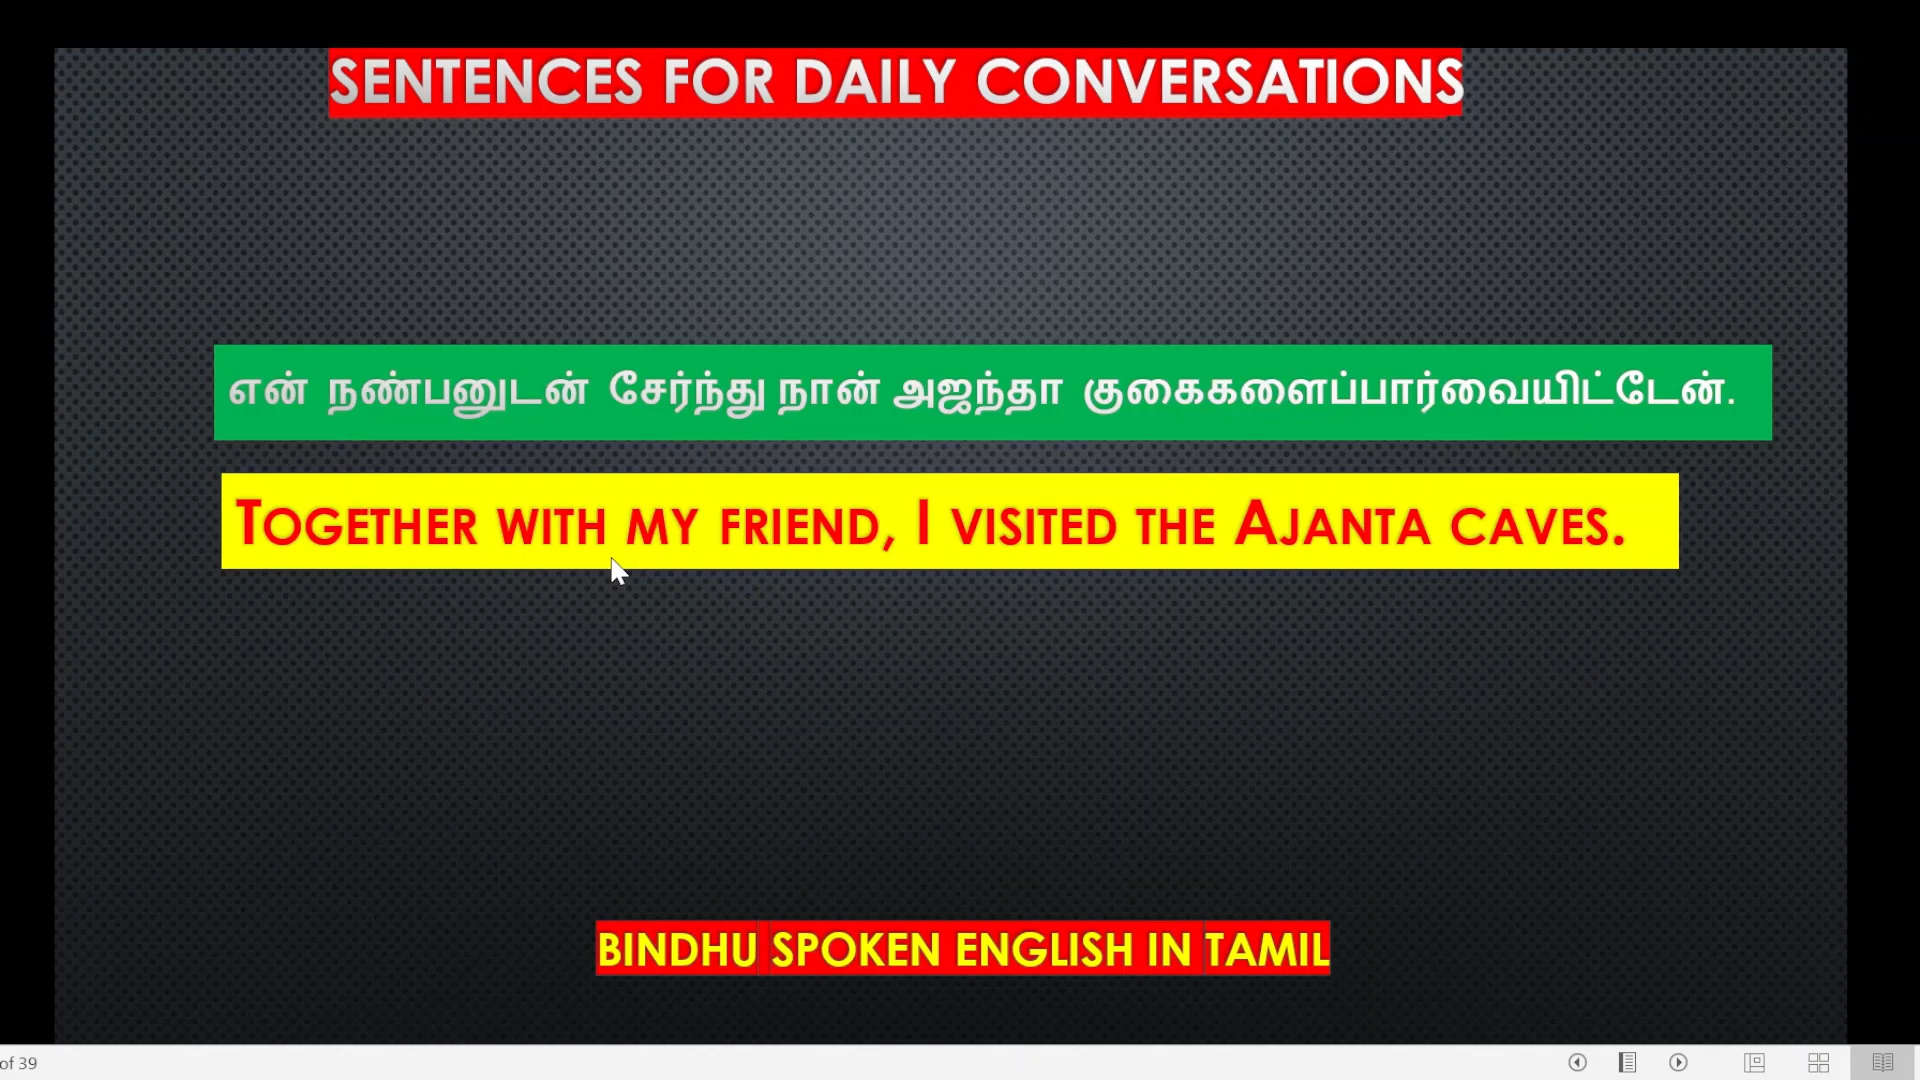 SENTENCES FOR DAILY CONVERSATIONS
என் நண்பனுடன் சேர்ந்து நான் அஜந்தா குகைகளைப்பார்வையிட்டேன்.
TOGETHER WITH MY FRIEND, I VISITED THE AJANTA CAVES.
BINDHU SPOKEN ENGLISH IN TAMIL
of 39